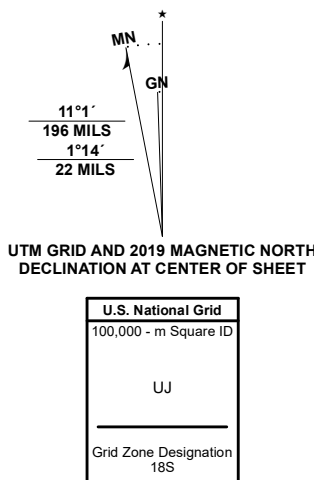 ★
MN
GN
11°1´
196 MILS
1°14´
22 MILS
UTM GRID AND 2019 MAGNETIC NORTH
DECLINATION AT CENTER OF SHEET
U.S. National Grid
100,000 - m Square ID
UJ
Grid Zone Designation
18S